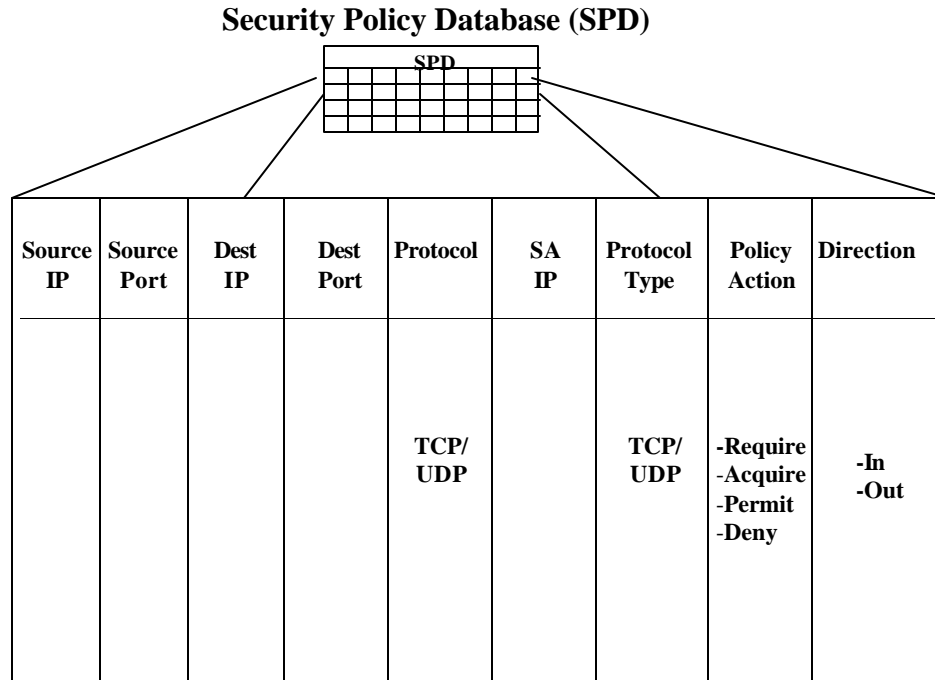 Security Policy Database (SPD)
SPD
Source IP
Source Port
Dest IP
Dest Port
Protocol
SA IP
Protocol Type
Policy Action
Direction
TCP/
UDP
TCP/
UDP
-Require
-Acquire
-Permit
-Deny
-In
-Out